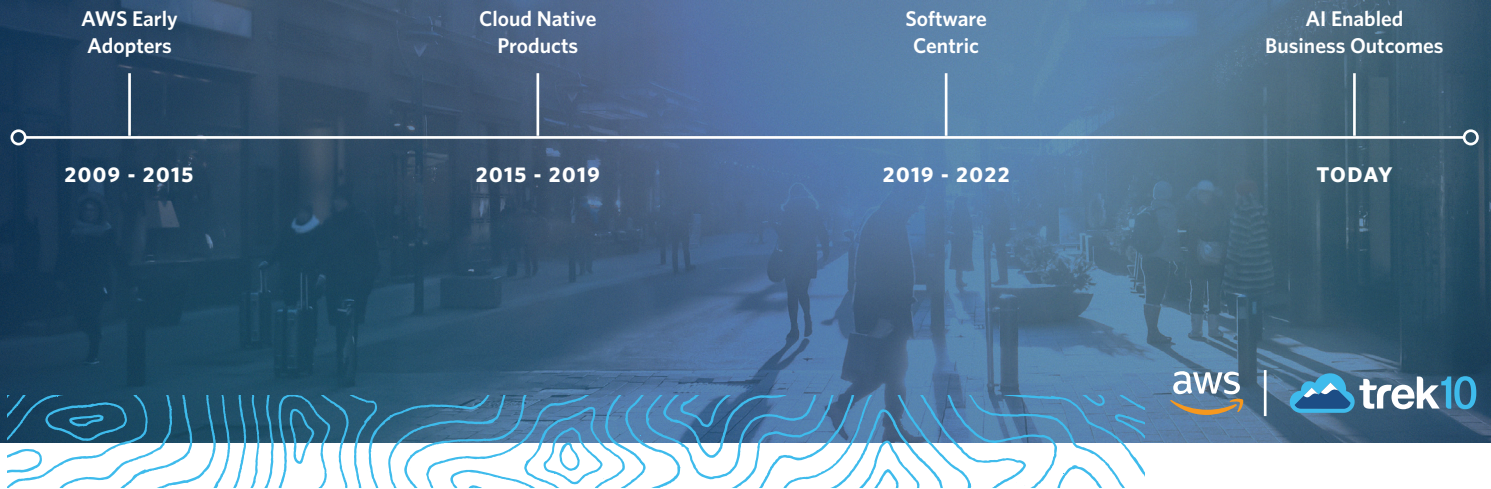 AWS Early
Adopters
Cloud Native
Products
Software
Centric
AI Enabled
Business Outcomes
2009 - 2015
2015 - 2019
2019 - 2022
TODAY
aws
trek10